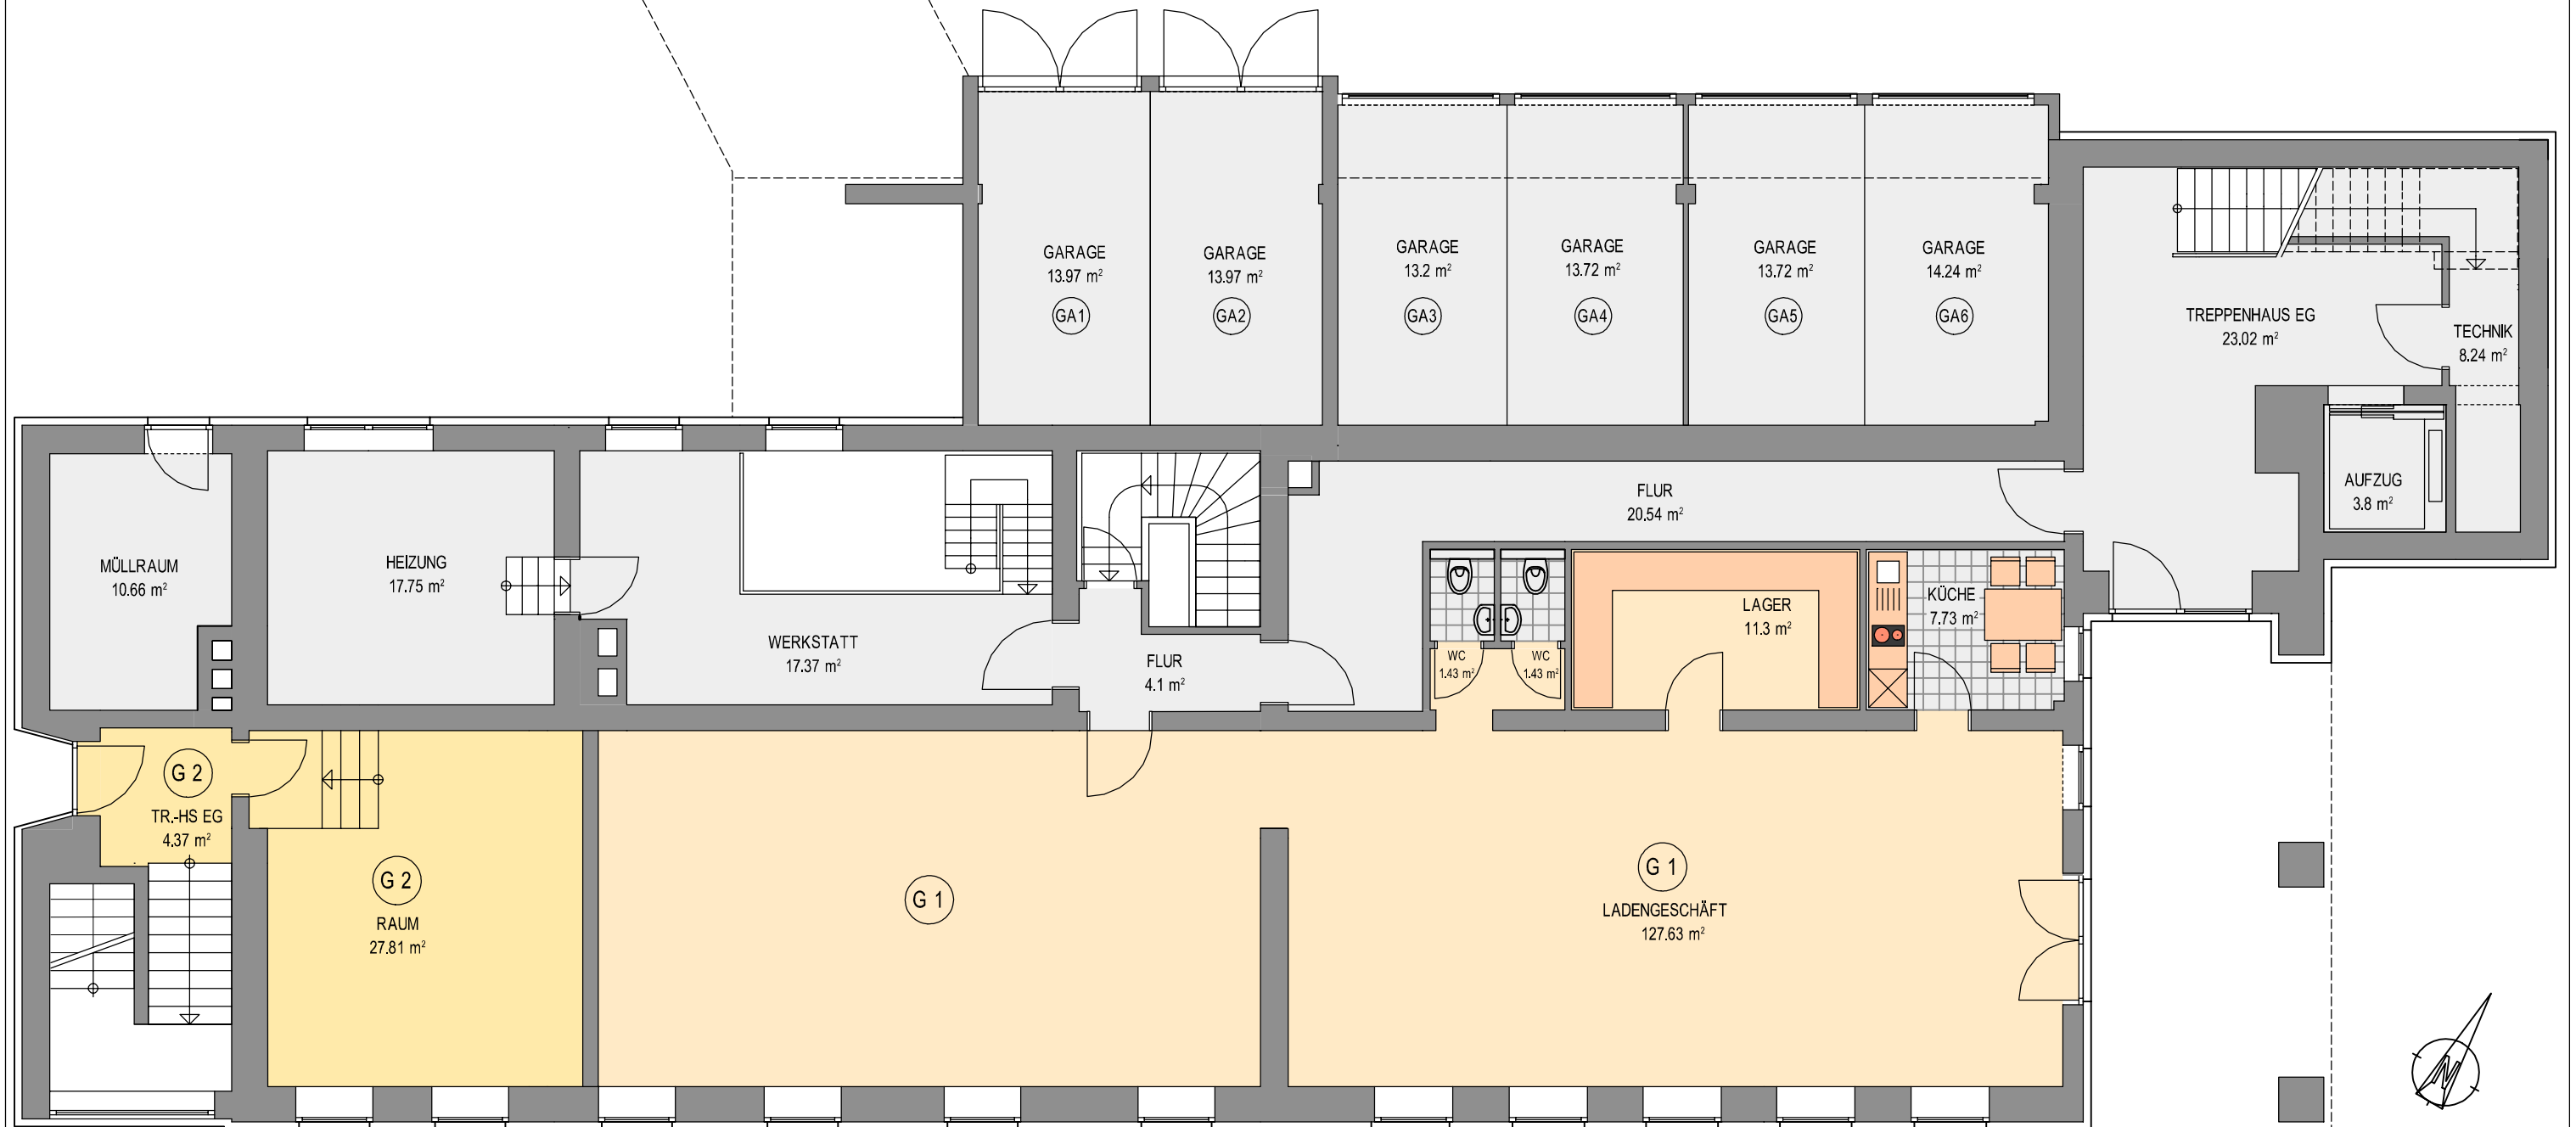 GARAGE
13.97 m²
GA1
GARAGE
13.97 m²
GA2
GARAGE
13.2 m²
GA3
GARAGE
13.72 m²
GA4
GARAGE
13.72 m²
GA5
GARAGE
14.24 m²
GA6
TREPPENHAUS EG
23.02 m²
TECHNIK
8.24 m²
AUFZUG
3.8 m²
FLUR
20.54 m²
MÜLLRAUM
10.66 m²
HEIZUNG
17.75 m²
WERKSTATT
17.37 m²
FLUR
4.1 m²
WC
1.43 m²
WC
1.43 m²
LAGER
11.3 m²
KÜCHE
7.73 m²
G 2
TR.-HS EG
4.37 m²
G 2
RAUM
27.81 m²
G 1
G 1
LADENGESCHÄFT
127.63 m²
N